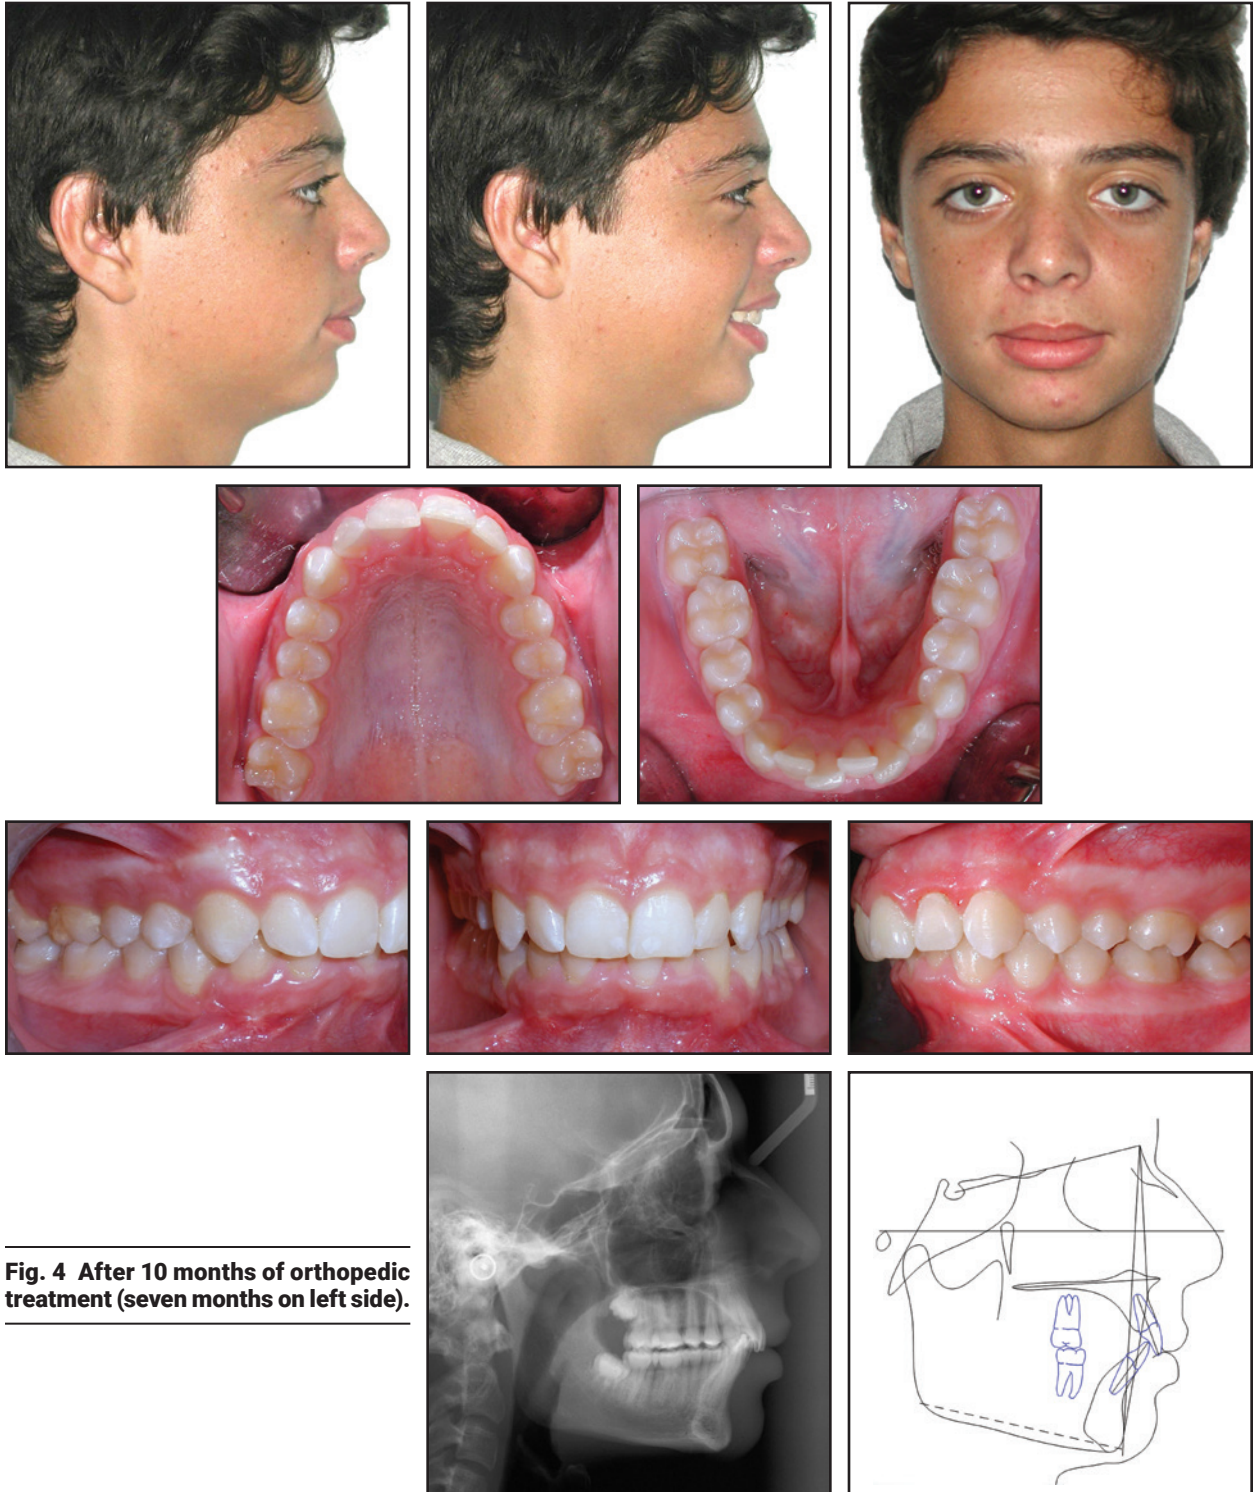 Fig. 4 After 10 months of orthopedic
treatment (seven months on left side).